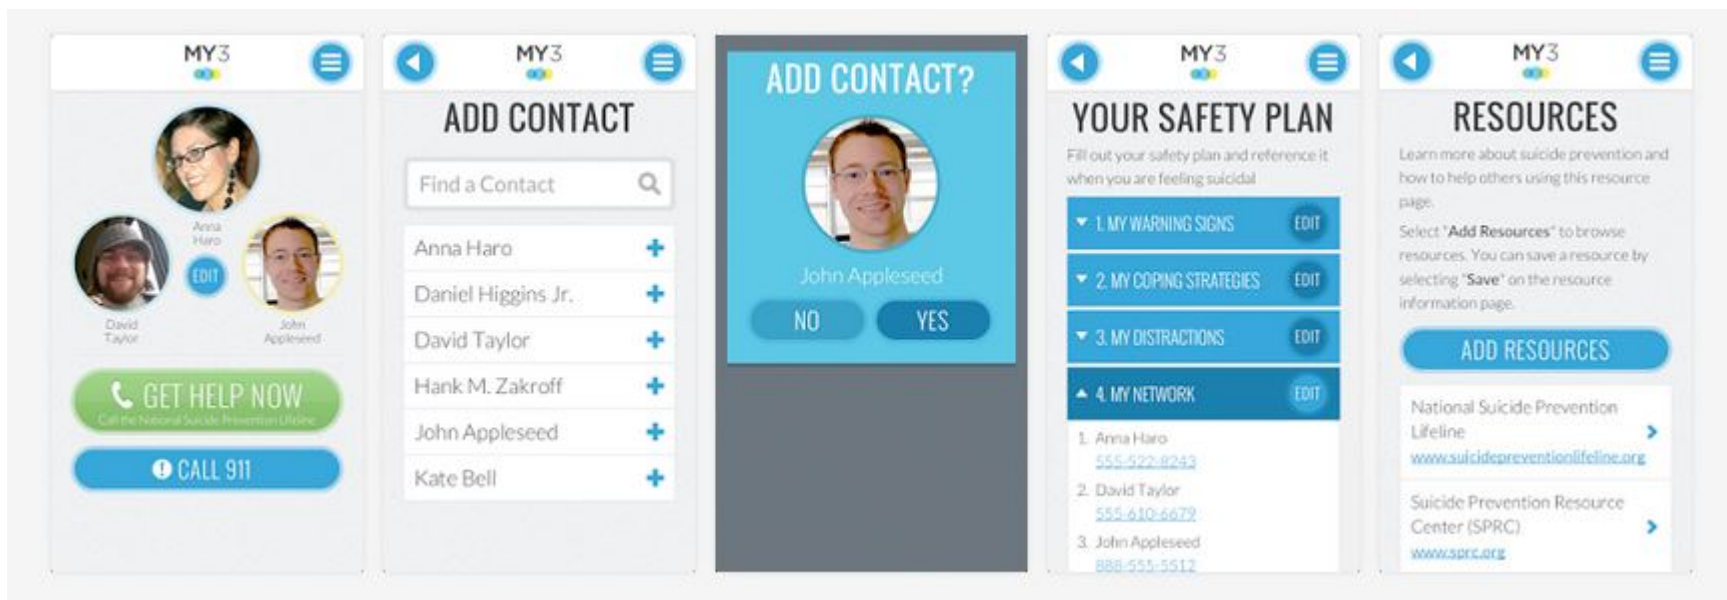 MY3
Anna
Haro
EDIT
David
Taylor
John
Appleseed
GET HELP NOW
Call the National Suicide Prevention Lifeline
CALL 911
MY3
ADD CONTACT
Find a Contact
Anna Haro
Daniel Higgins Jr.
David Taylor
Hank M. Zakroff
John Appleseed
Kate Bell
ADD CONTACT?
John Appleseed
NO
YES
MY3
YOUR SAFETY PLAN
Fill out your safety plan and reference it
when you are feeling suicidal
1. MY WARNING SIGNS EDIT
2. MY COPING STRATEGIES EDIT
3. MY DISTRACTIONS EDIT
4. MY NETWORK EDIT
1. Anna Haro
555-522-8243
2. David Taylor
555-610-6679
3. John Appleseed
888-555-5512
MY3
RESOURCES
Learn more about suicide prevention and
how to help others using this resource
page.
Select "Add Resources" to browse
resources. You can save a resource by
selecting "Save" on the resource
information page.
ADD RESOURCES
National Suicide Prevention
Lifeline
www.suicidepreventionlifeline.org
Suicide Prevention Resource
Center (SPRC)
www.sprc.org